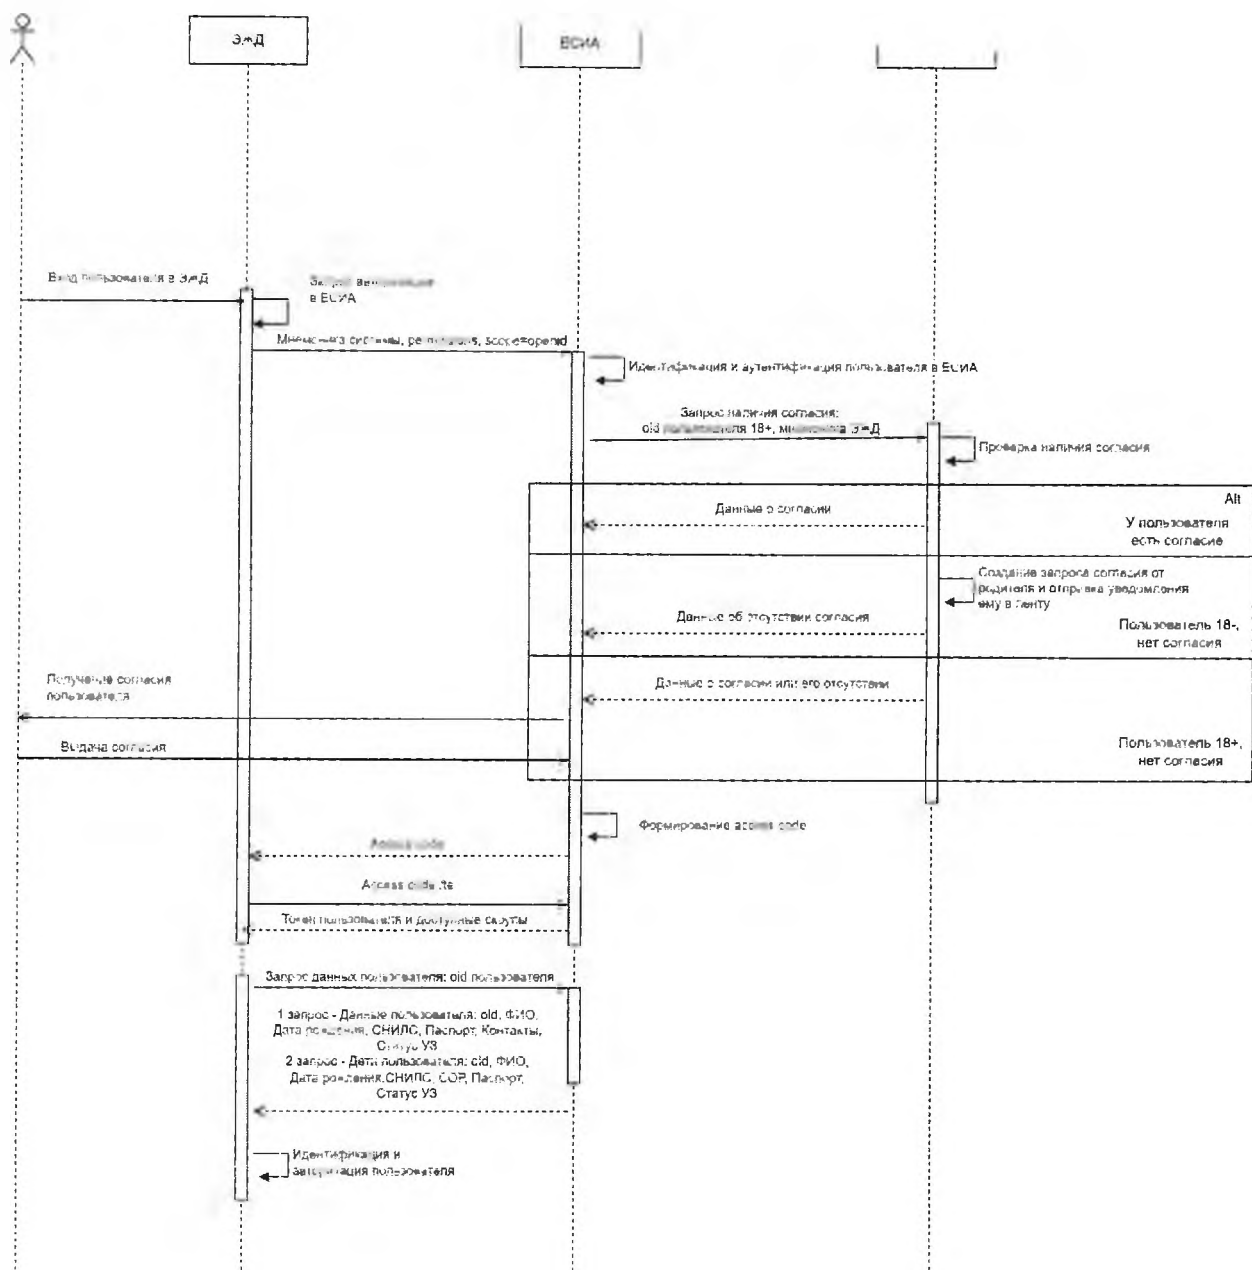 ЭЖД
ЕСИА
Вход пользователя в ЭЖД
Запрос
в ЕСИА
Мнемоника системы, permissions, scope=openid
Идентификация и аутентификация пользователя в ЕСИА
Запрос наличия согласия:
oid пользователя 18+, мнемоника ЭЖД
Проверка наличия согласия
Alt
Данные о согласии
У пользователя
есть согласие
Создание запроса согласия от
родителя и отправка уведомления
ему в ленту
Данные об отсутствии согласия
Пользователь 18-,
нет согласия
Получение согласия
пользователя
Данные о согласии или его отсутствии
Выдача согласия
Пользователь 18+,
нет согласия
Формирование access code
Access code
Access code
Токен пользователя и доступные скоупы
Запрос данных пользователя: oid пользователя
1 запрос - Данные пользователя: oid, ФИО,
Дата рождения, СНИЛС, Паспорт, Контакты,
Статус УЗ
2 запрос - Дети пользователя: oid, ФИО,
Дата рождения, СНИЛС, СОР, Паспорт,
Статус УЗ
Идентификация и
авторизация пользователя